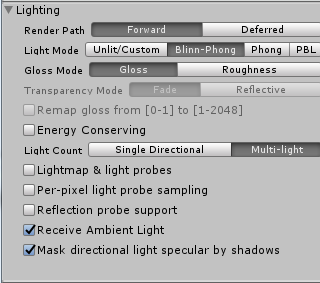 Lighting
Render Path Forward Deferred
Light Mode Unlit/Custom Blinn-Phong Phong PBL
Gloss Mode Gloss Roughness
Transparency Mode Fade Reflective
Remap gloss from [0-1] to [1-2048]
Energy Conserving
Light Count Single Directional Multi-light
Lightmap & light probes
Per-pixel light probe sampling
Reflection probe support
Receive Ambient Light
Mask directional light specular by shadows